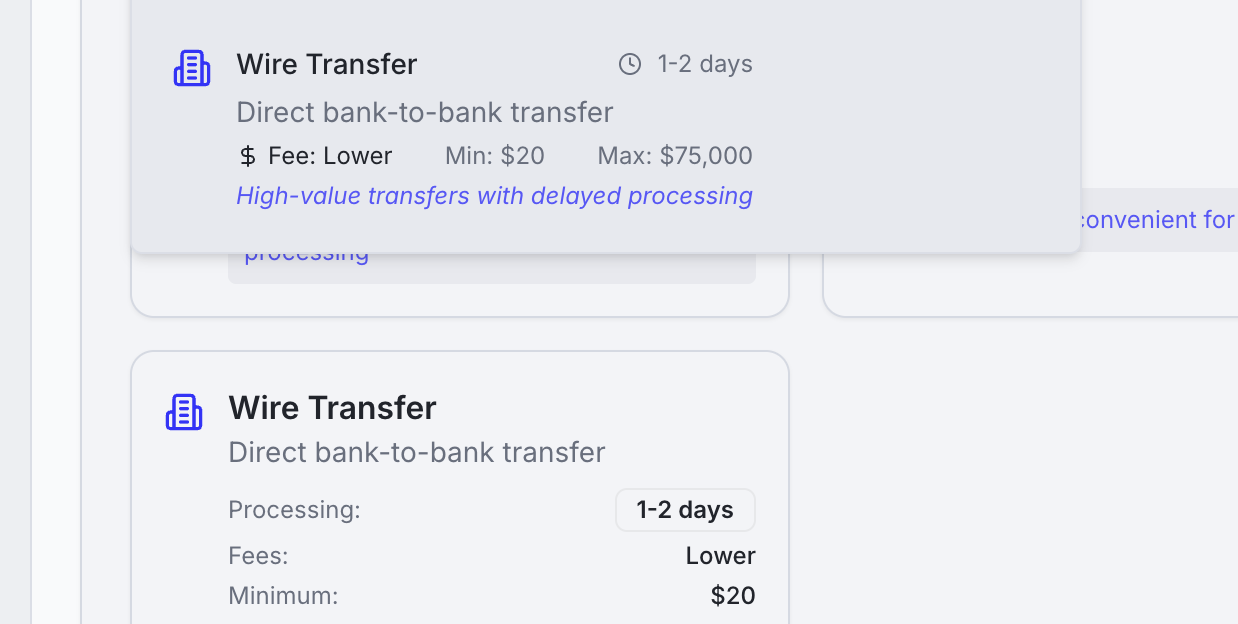 Wire Transfer 1-2 days
Direct bank-to-bank transfer
Fee: Lower Min: $20 Max: $75,000
High-value transfers with delayed processing
convenient for
processing
Wire Transfer
Direct bank-to-bank transfer
Processing: 1-2 days
Fees: Lower
Minimum: $20